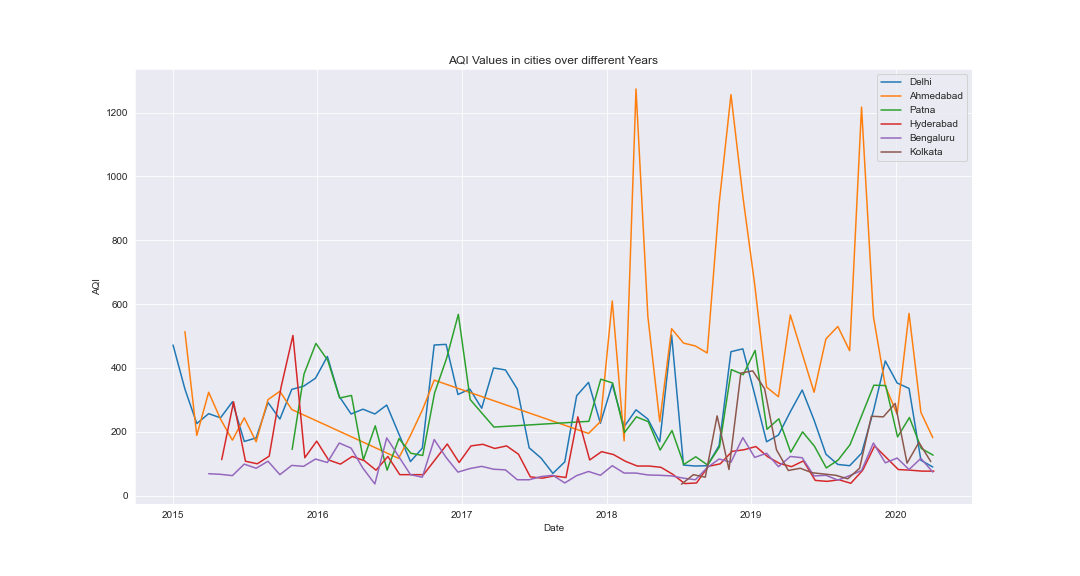 AQI Values in cities over different Years
Delhi
Ahmedabad
Patna
Hyderabad
Bengaluru
Kolkata
AQI
1200
1000
800
600
400
200
0
2015 2016 2017 2018 2019 2020
Date